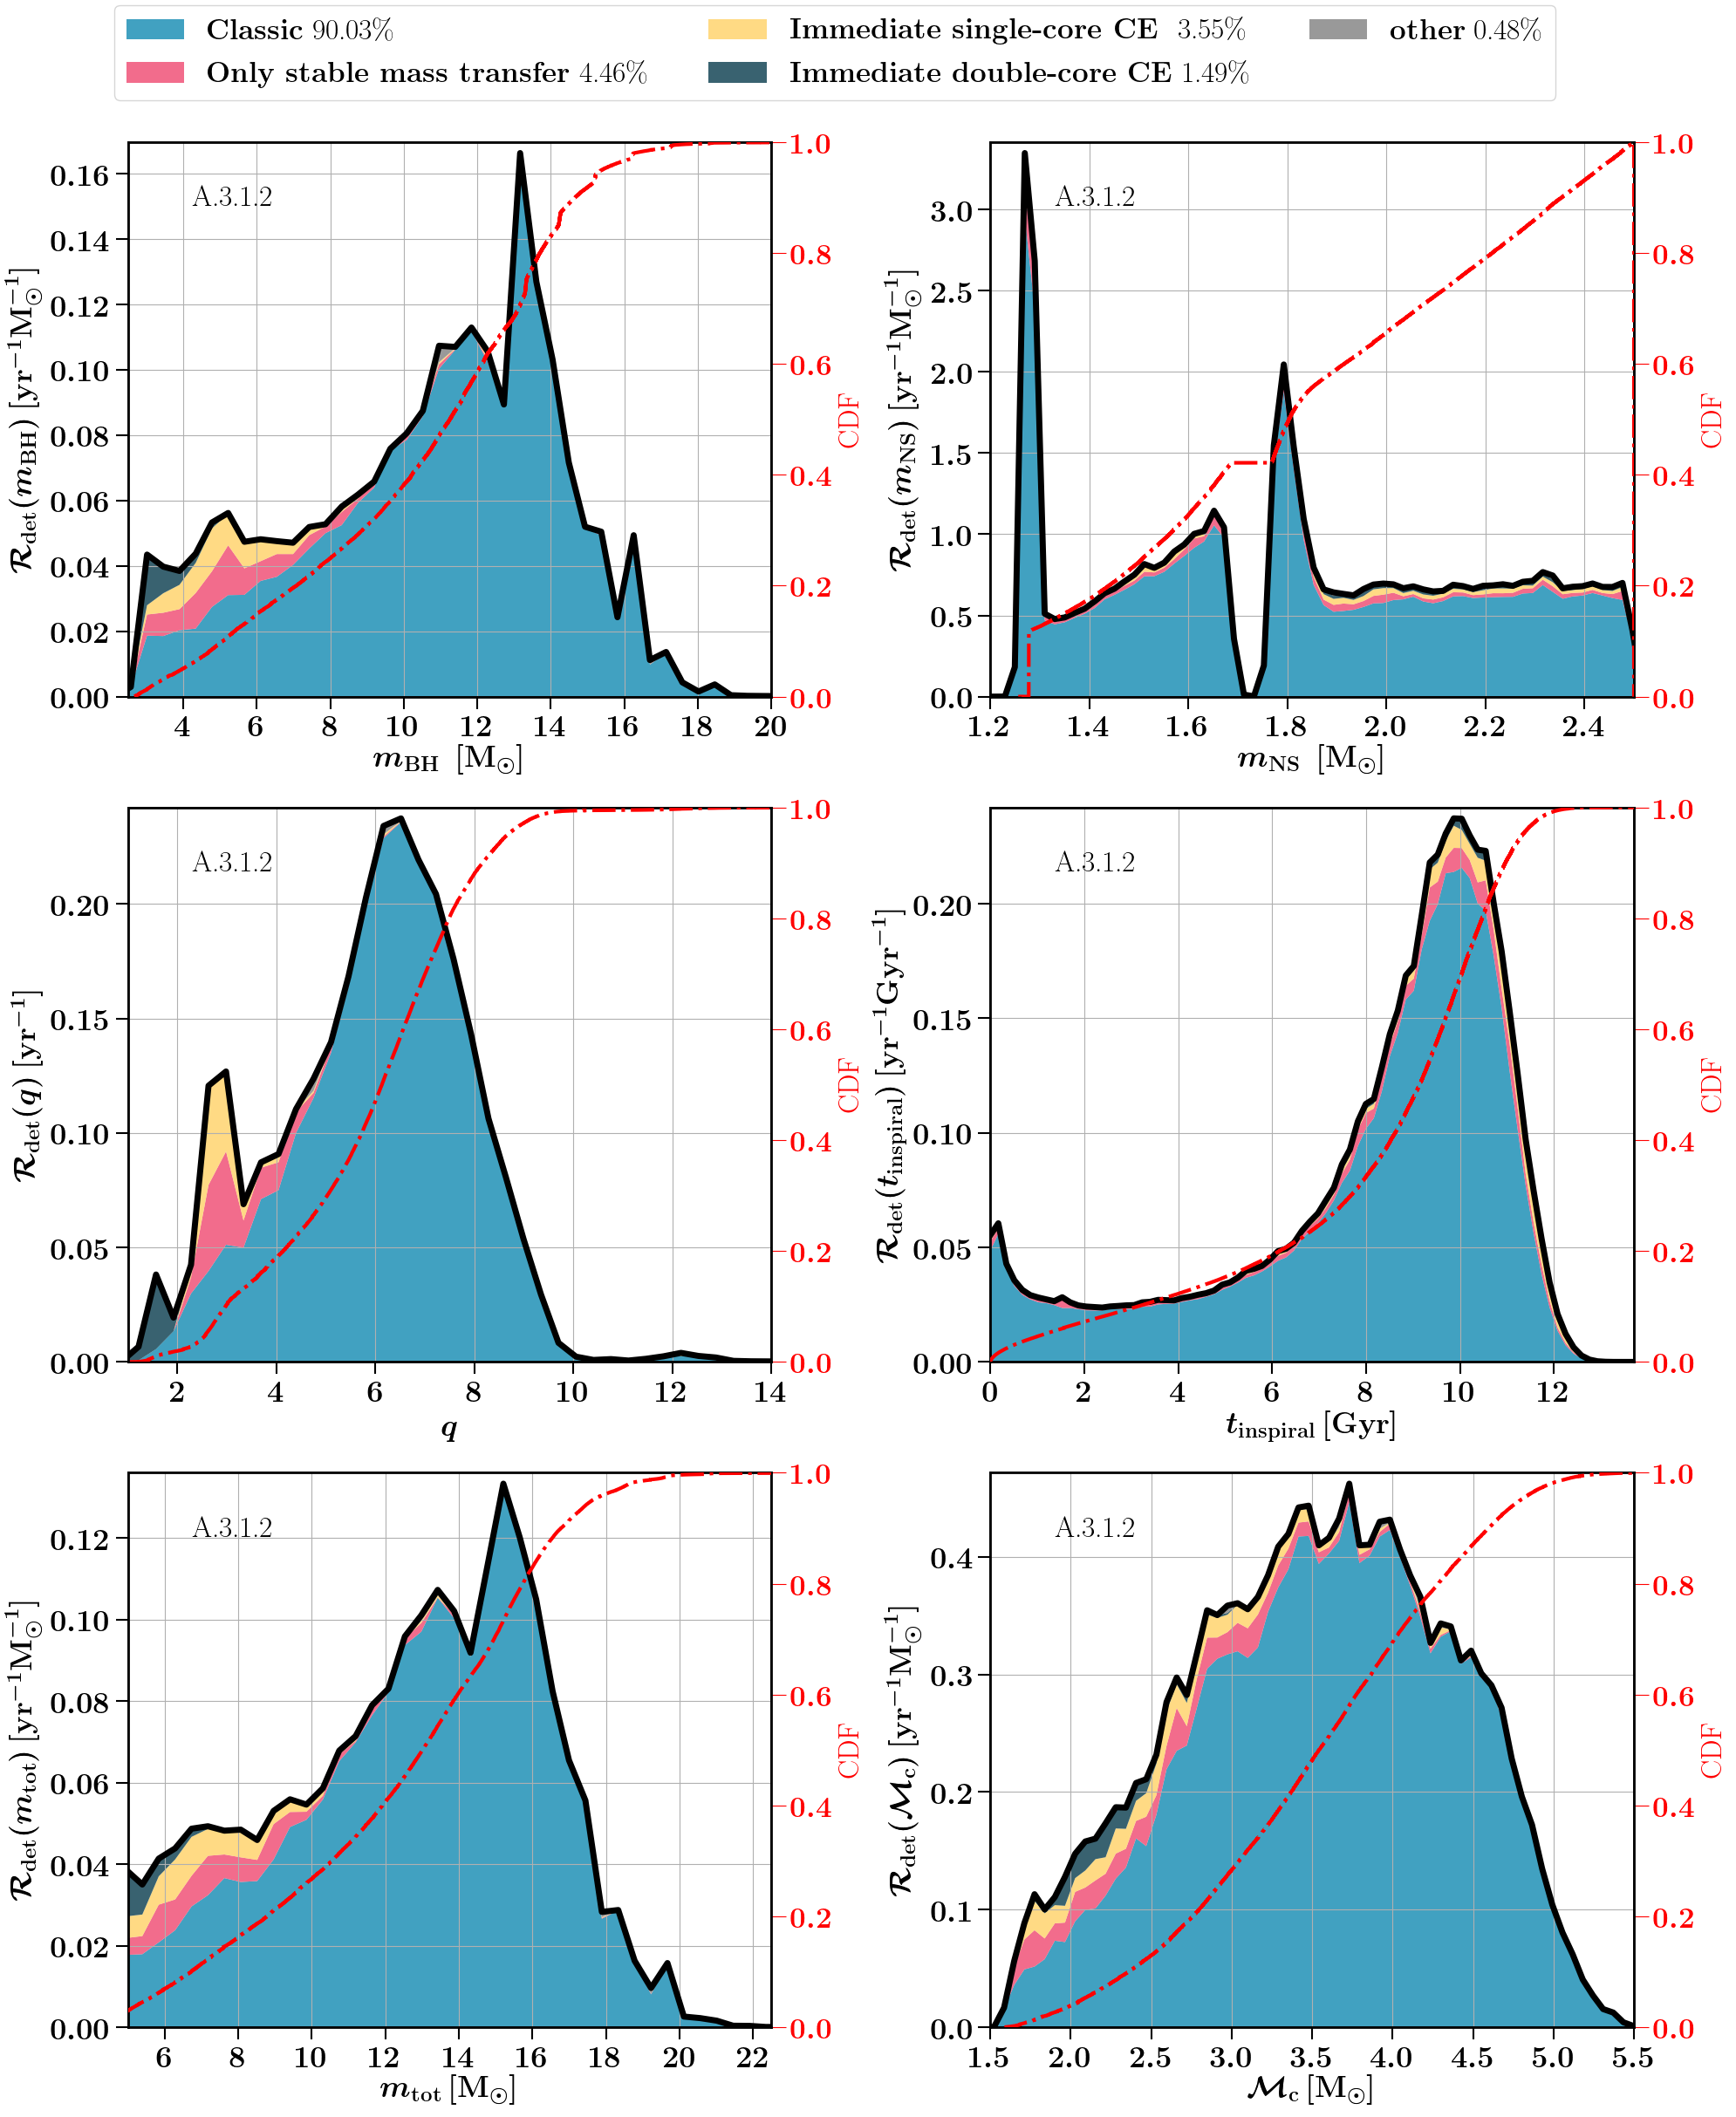 Classic 90.03%
Only stable mass transfer 4.46%
Immediate single-core CE 3.55%
Immediate double-core CE 1.49%
other 0.48%
A.3.1.2
0.16
0.14
0.12
0.10
0.08
0.06
0.04
0.02
0.00
4 6 8 10 12 14 16 18 20
1.0
0.8
0.6
0.4
0.2
0.0
CDF
𝓡_det(m_BH) [yr⁻¹M_⊙⁻¹]
m_BH [M_⊙]
A.3.1.2
3.0
2.5
2.0
1.5
1.0
0.5
0.0
1.2 1.4 1.6 1.8 2.0 2.2 2.4
1.0
0.8
0.6
0.4
0.2
0.0
CDF
𝓡_det(m_NS) [yr⁻¹M_⊙⁻¹]
m_NS [M_⊙]
A.3.1.2
0.20
0.15
0.10
0.05
0.00
2 4 6 8 10 12 14
1.0
0.8
0.6
0.4
0.2
0.0
CDF
𝓡_det(q) [yr⁻¹]
q
A.3.1.2
0.20
0.15
0.10
0.05
0.00
0 2 4 6 8 10 12
1.0
0.8
0.6
0.4
0.2
0.0
CDF
𝓡_det(t_inspiral) [yr⁻¹Gyr⁻¹]
t_inspiral [Gyr]
A.3.1.2
0.12
0.10
0.08
0.06
0.04
0.02
0.00
6 8 10 12 14 16 18 20 22
1.0
0.8
0.6
0.4
0.2
0.0
CDF
𝓡_det(m_tot) [yr⁻¹M_⊙⁻¹]
m_tot [M_⊙]
A.3.1.2
0.4
0.3
0.2
0.1
0.0
1.5 2.0 2.5 3.0 3.5 4.0 4.5 5.0 5.5
1.0
0.8
0.6
0.4
0.2
0.0
CDF
𝓡_det(𝓜_c) [yr⁻¹M_⊙⁻¹]
𝓜_c [M_⊙]